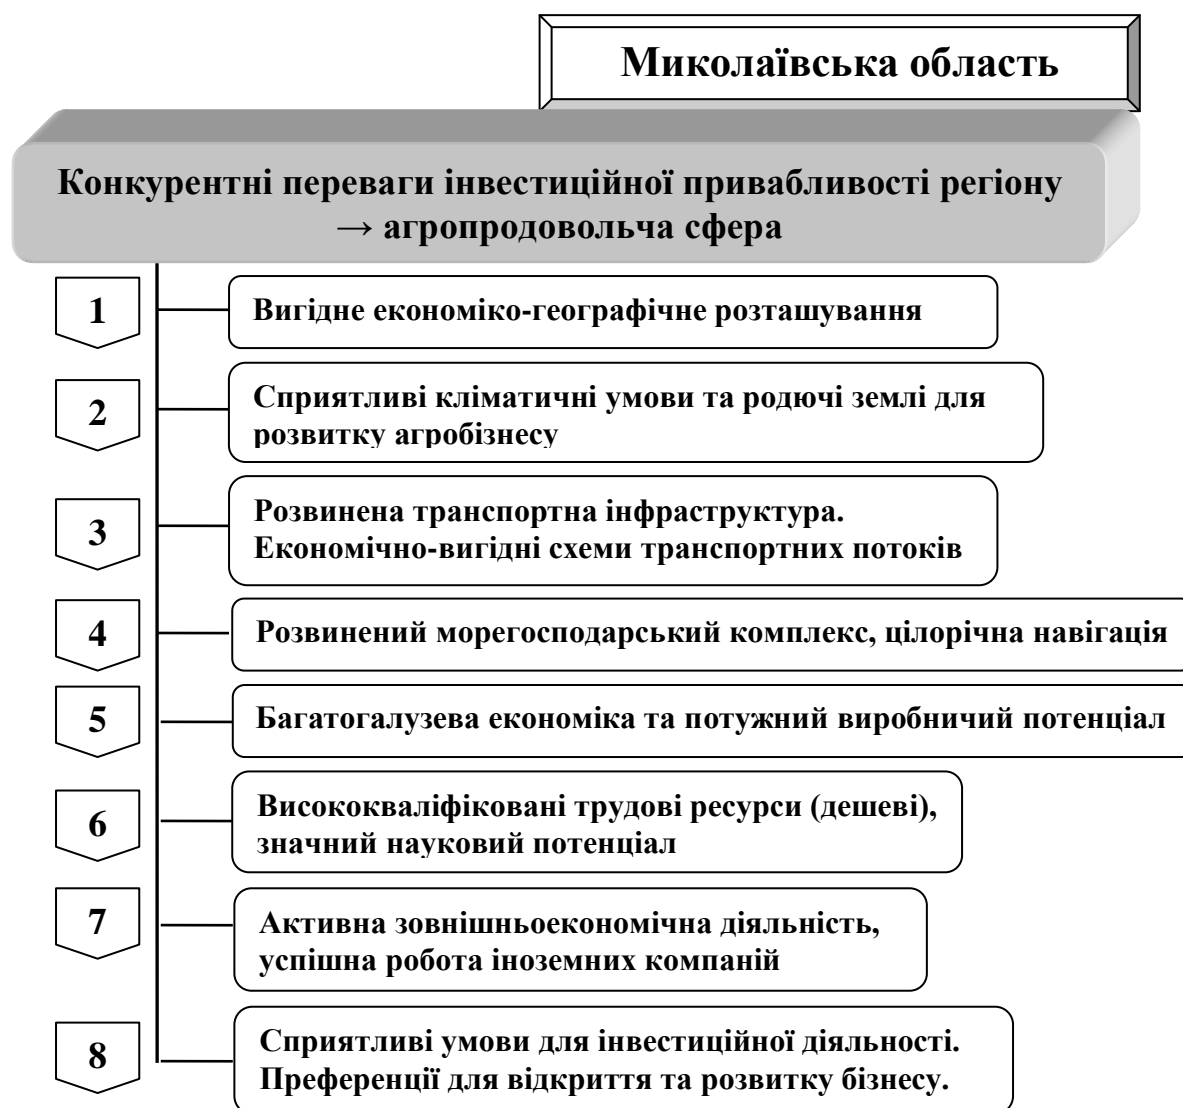 Миколаївська область
Конкурентні переваги інвестиційної привабливості регіону
→ агропродовольча сфера
1
Вигідне економіко-географічне розташування
2
Сприятливі кліматичні умови та родючі землі для
розвитку агробізнесу
3
Розвинена транспортна інфраструктура.
Економічно-вигідні схеми транспортних потоків
4
Розвинений морегосподарський комплекс, цілорічна навігація
5
Багатогалузева економіка та потужний виробничий потенціал
6
Висококваліфіковані трудові ресурси (дешеві),
значний науковий потенціал
7
Активна зовнішньоекономічна діяльність,
успішна робота іноземних компаній
8
Сприятливі умови для інвестиційної діяльності.
Преференції для відкриття та розвитку бізнесу.